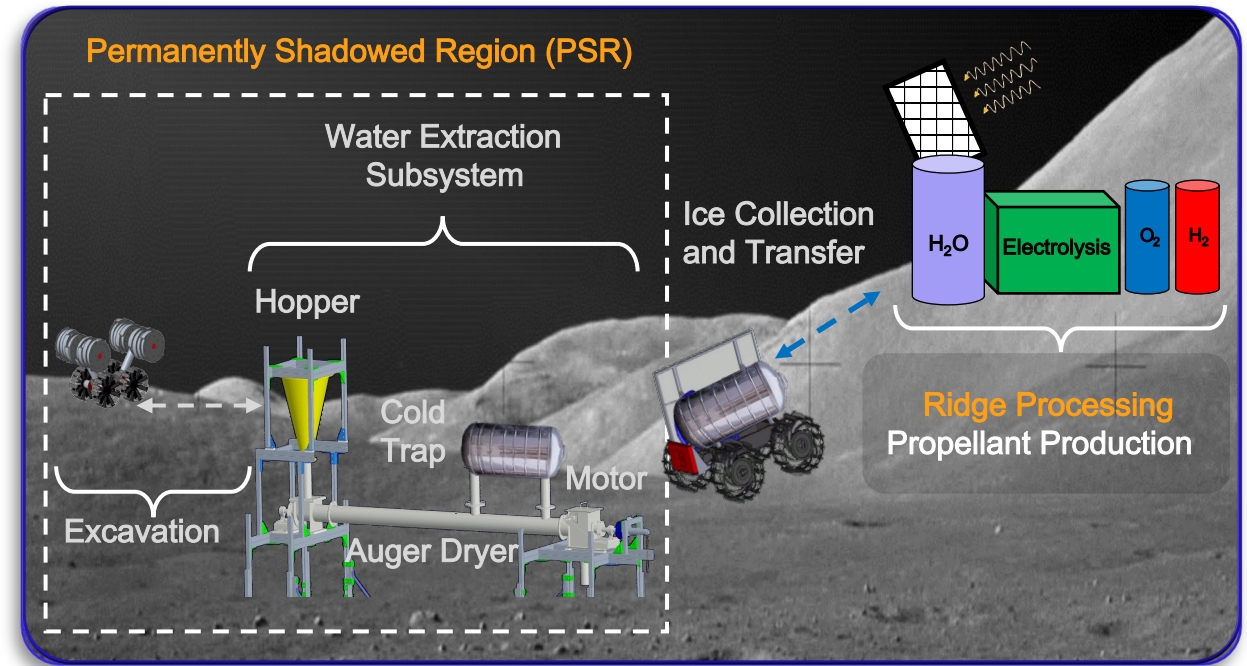 Permanently Shadowed Region (PSR)
Water Extraction
Subsystem
Hopper
Cold
Trap
Motor
Auger Dryer
Excavation
Ice Collection
and Transfer
H₂O
Electrolysis
O₂
H₂
Ridge Processing
Propellant Production